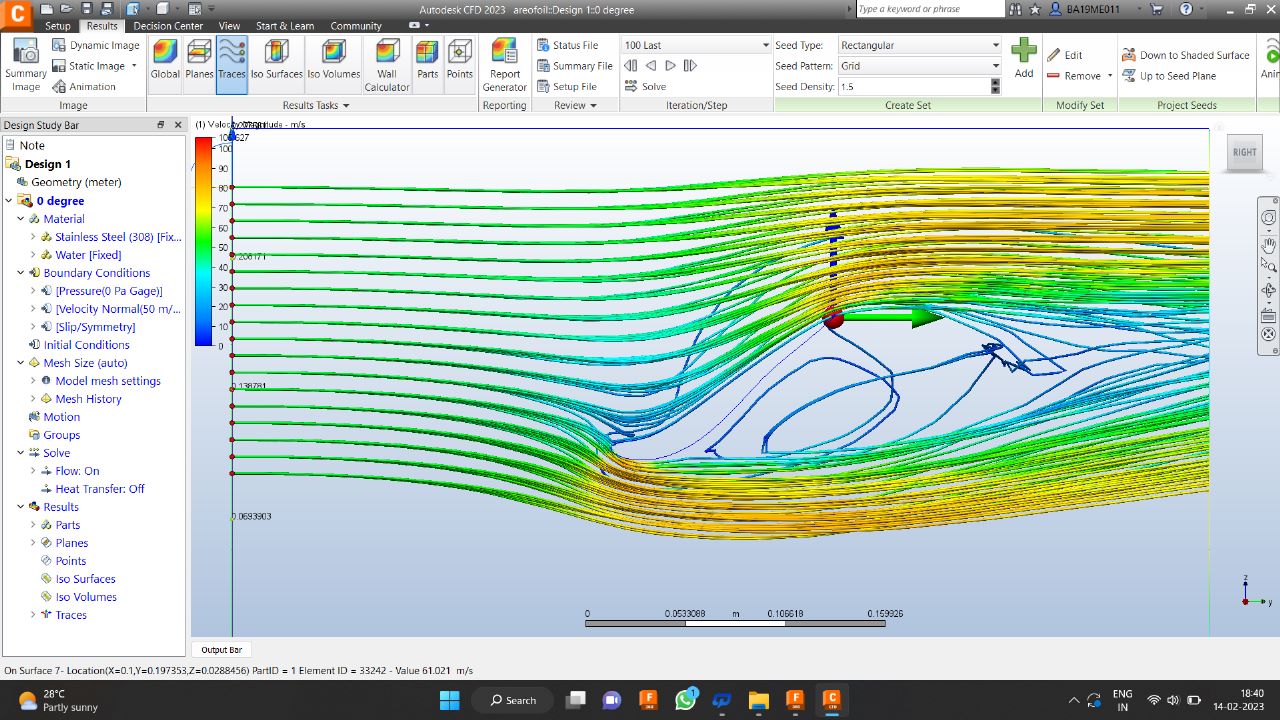 Autodesk CFD 2023   areofoil::Design 1:0 degree
Type a keyword or phrase
BA19ME011
Setup Results Decision Center View Start & Learn Community
Summary Image
Dynamic Image
Static Image
Animation
Image
Global
Planes
Traces
Iso Surfaces
Iso Volumes
Wall Calculator
Parts
Points
Results Tasks
Report Generator
Reporting
Status File
Summary File
Setup File
Review
100 Last
Solve
Iteration/Step
Seed Type: Rectangular
Seed Pattern: Grid
Seed Density: 1.5
Create Set
Add
Edit
Remove
Modify Set
Down to Shaded Surface
Up to Seed Plane
Project Seeds
Design Study Bar
Note
Design 1
Geometry (meter)
0 degree
Material
Stainless Steel (308) [Fix...
Water [Fixed]
Boundary Conditions
[Pressure(0 Pa Gage)]
[Velocity Normal(50 m/...
[Slip/Symmetry]
Initial Conditions
Mesh Size (auto)
Model mesh settings
Mesh History
Motion
Groups
Solve
Flow: On
Heat Transfer: Off
Results
Parts
Planes
Points
Iso Surfaces
Iso Volumes
Traces
100
90
80
70
60
50
40
30
20
10
0
0.138781
0.0693903
RIGHT
z
y
0 0.0533088 m 0.106618 0.159926
Output Bar
On Surface 7- Location(X=0.1,Y=0.197353,Z=0.0288456) PartID = 1 Element ID = 33242 - Value 61.021 m/s
28°C
Partly sunny
Search
1
ENG
IN
18:40
14-02-2023